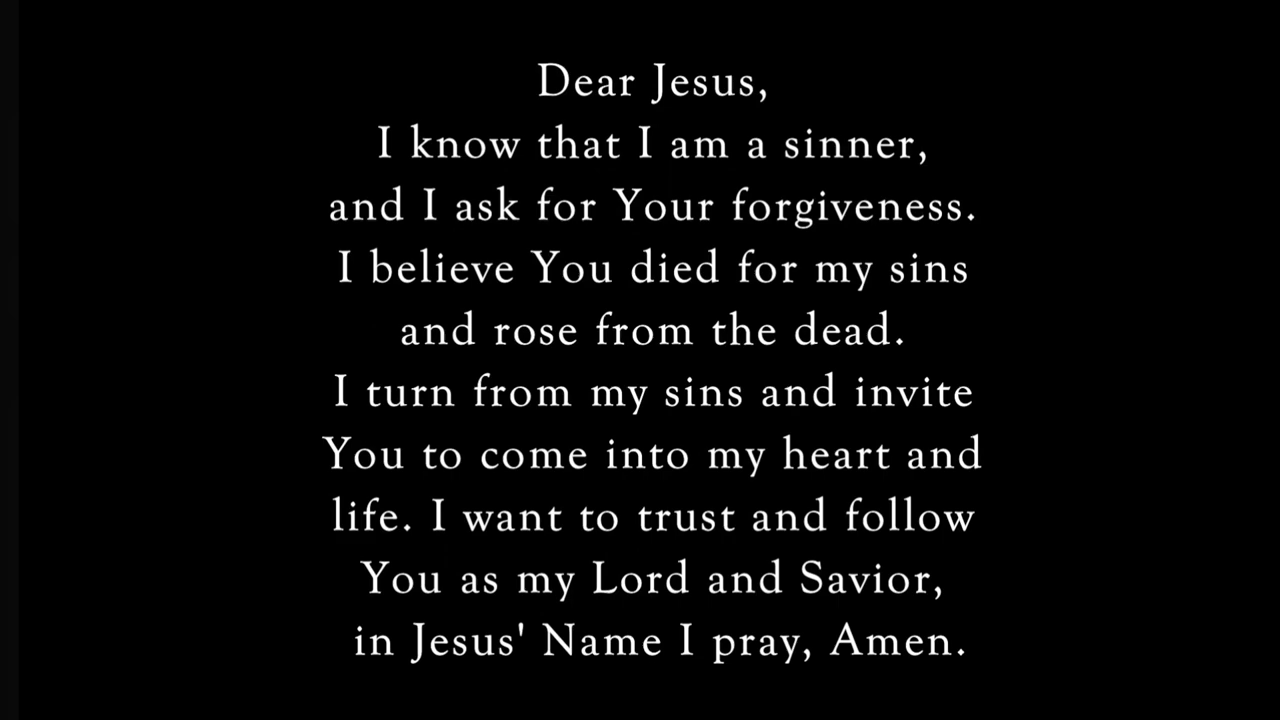 Dear Jesus,
I know that I am a sinner,
and I ask for Your forgiveness.
I believe You died for my sins
and rose from the dead.
I turn from my sins and invite
You to come into my heart and
life. I want to trust and follow
You as my Lord and Savior,
in Jesus' Name I pray, Amen.